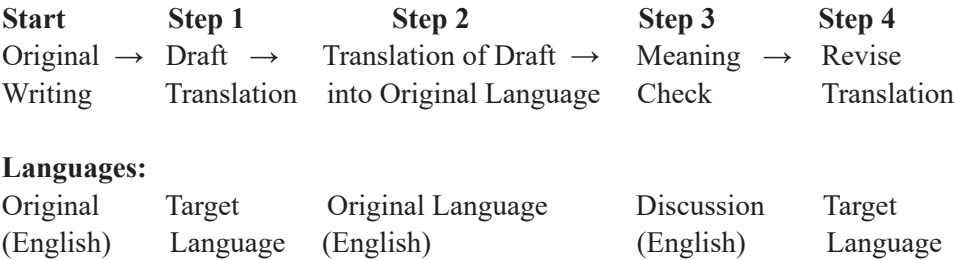 Start Step 1 Step 2 Step 3 Step 4
Original → Draft → Translation of Draft → Meaning → Revise
Writing Translation into Original Language Check Translation
Languages:
Original Target Original Language Discussion Target
(English) Language (English) (English) Language